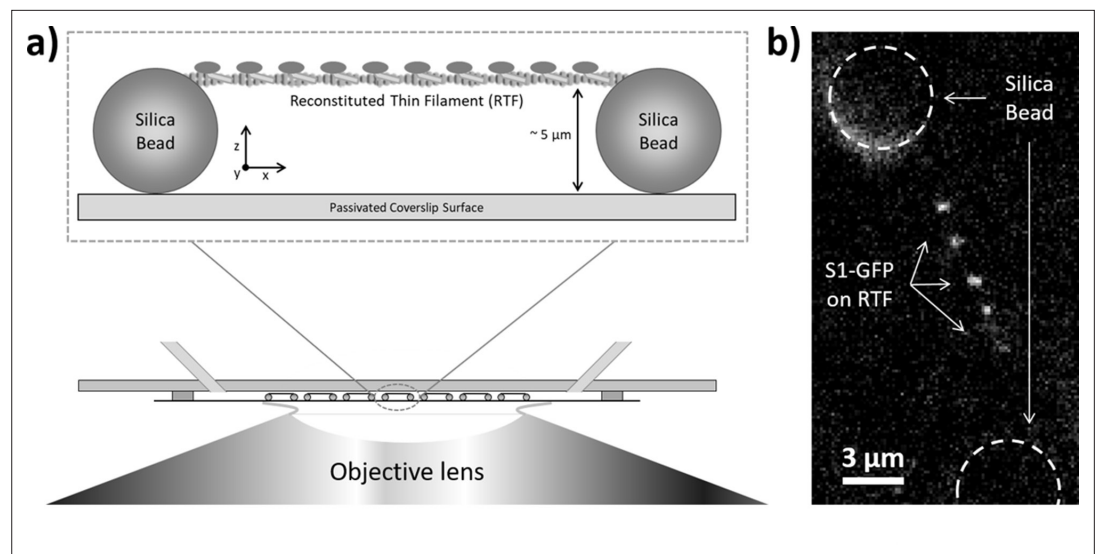 a)
Silica
Bead
Reconstituted Thin Filament (RTF)
~ 5 μm
z
y
x
Silica
Bead
Passivated Coverslip Surface
Objective lens
b)
Silica
Bead
S1-GFP
on RTF
3 μm